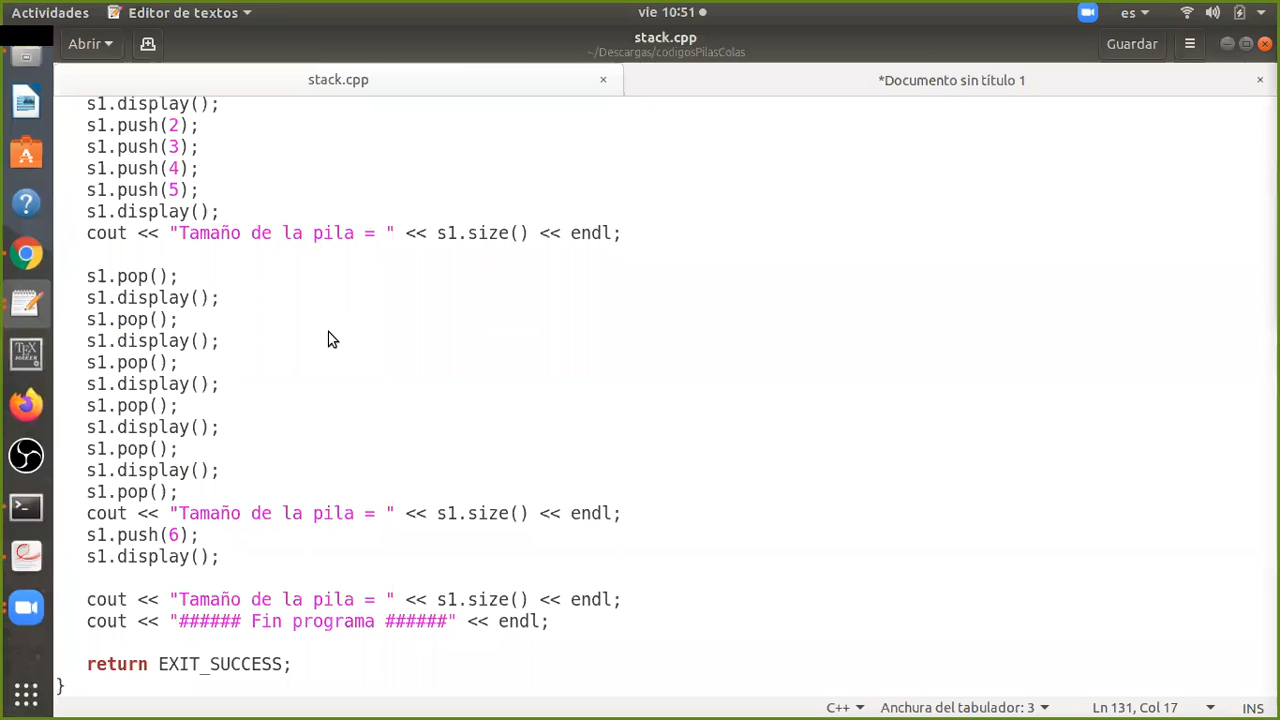 Actividades Editor de textos vie 10:51 es
Abrir stack.cpp Guardar
~/Descargas/codigosPilasColas
stack.cpp × *Documento sin título 1 ×
s1.display();
s1.push(2);
s1.push(3);
s1.push(4);
s1.push(5);
s1.display();
cout << "Tamaño de la pila = " << s1.size() << endl;
s1.pop();
s1.display();
s1.pop();
s1.display();
s1.pop();
s1.display();
s1.pop();
s1.display();
s1.pop();
s1.display();
s1.pop();
cout << "Tamaño de la pila = " << s1.size() << endl;
s1.push(6);
s1.display();
cout << "Tamaño de la pila = " << s1.size() << endl;
cout << "###### Fin programa ######" << endl;
return EXIT_SUCCESS;
}
C++ Anchura del tabulador: 3 Ln 131, Col 17 INS